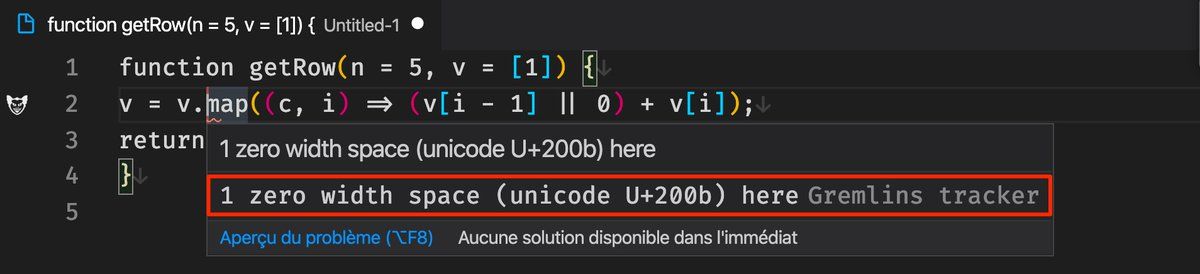 function getRow(n = 5, v = [1]) { Untitled-1
1 function getRow(n = 5, v = [1]) {↓
2 v = v.map((c, i) => (v[i - 1] || 0) + v[i]);↓
3 return
1 zero width space (unicode U+200b) here
4 }↓
1 zero width space (unicode U+200b) here Gremlins tracker
5
Aperçu du problème (⌥F8) Aucune solution disponible dans l'immédiat